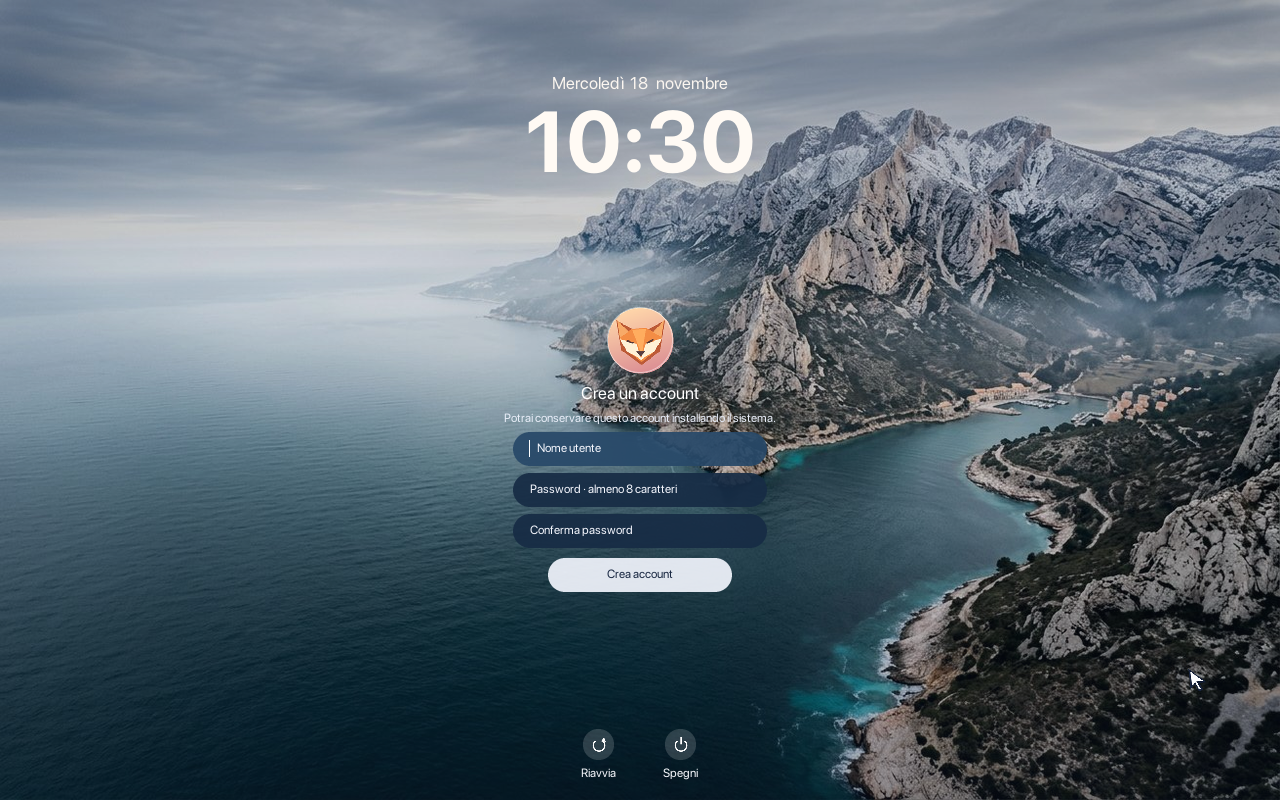 Mercoledì 18 novembre
10:30
Crea un account
Potrai conservare questo account installando il sistema.
Nome utente
Password · almeno 8 caratteri
Conferma password
Crea account
Riavvia
Spegni